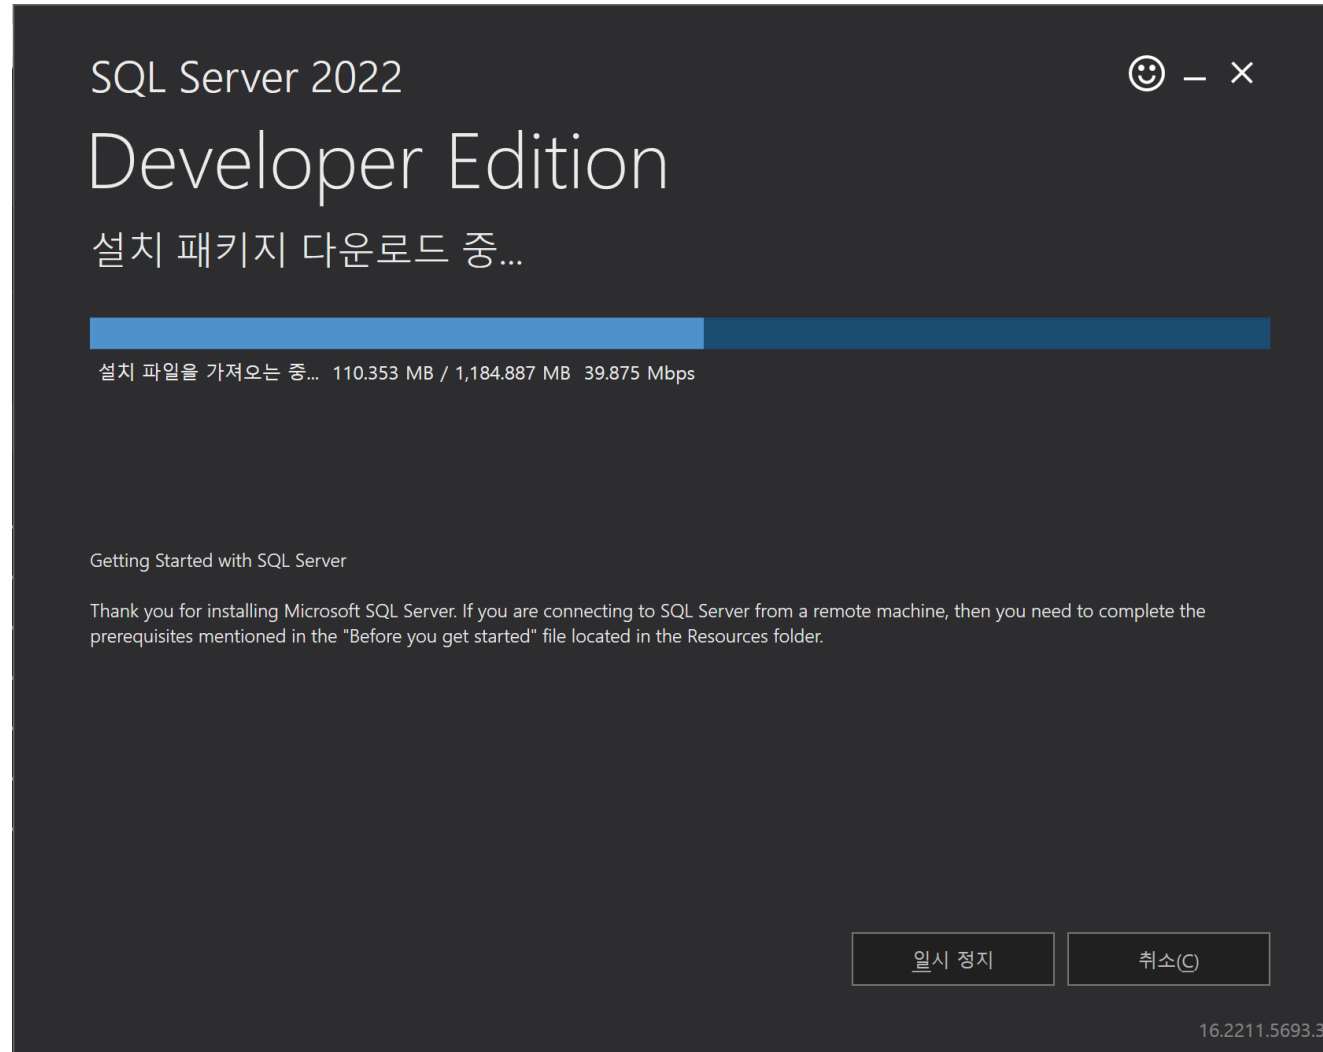 SQL Server 2022
Developer Edition
설치 패키지 다운로드 중...
설치 파일을 가져오는 중... 110.353 MB / 1,184.887 MB 39.875 Mbps
Getting Started with SQL Server
Thank you for installing Microsoft SQL Server. If you are connecting to SQL Server from a remote machine, then you need to complete the
prerequisites mentioned in the "Before you get started" file located in the Resources folder.
일시 정지
취소(C)
16.2211.5693.3